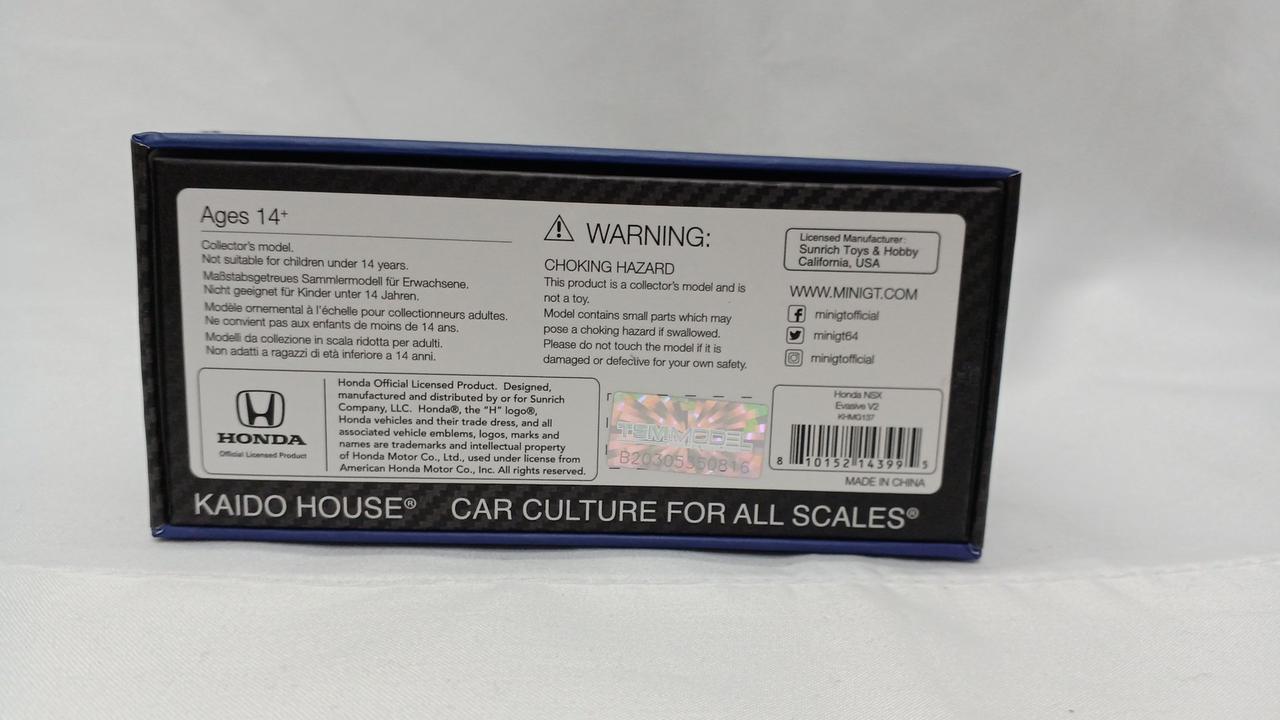 Ages 14+
Collector's model.
Not suitable for children under 14 years.
Maßstabsgetreues Sammlermodell für Erwachsene.
Nicht geeignet für Kinder unter 14 Jahren.
Modèle ornemental à l'échelle pour collectionneurs adultes.
Ne convient pas aux enfants de moins de 14 ans.
Modelli da collezione in scala ridotta per adulti.
Non adatti a ragazzi di età inferiore a 14 anni.
WARNING:
CHOKING HAZARD
This product is a collector's model and is
not a toy.
Model contains small parts which may
pose a choking hazard if swallowed.
Please do not touch the model if it is
damaged or defective for your own safety.
Licensed Manufacturer:
Sunrich Toys & Hobby
California, USA
WWW.MINIGT.COM
minigtofficial
minigt64
minigtofficial
HONDA
Official Licensed Product
Honda Official Licensed Product. Designed,
manufactured and distributed by or for Sunrich
Company, LLC. Honda®, the "H" logo®,
Honda vehicles and their trade dress, and all
associated vehicle emblems, logos, marks and
names are trademarks and intellectual property
of Honda Motor Co., Ltd., used under license from
American Honda Motor Co., Inc. All rights reserved.
TSM MODEL
B20305350816
Honda NSX
Evasive V2
KHMG137
8 10152 14399 5
MADE IN CHINA
KAIDO HOUSE® CAR CULTURE FOR ALL SCALES®